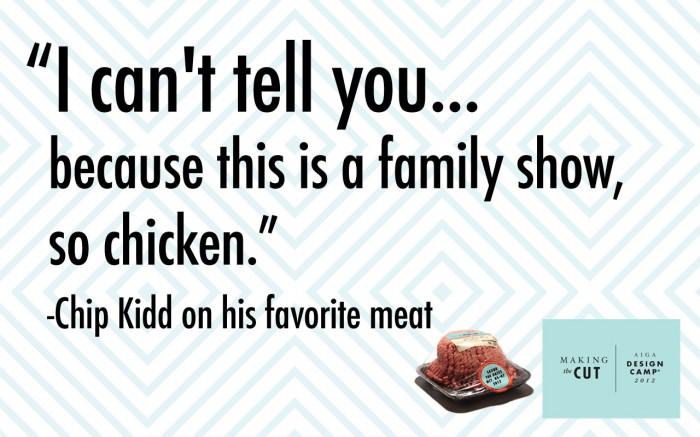 “I can't tell you...
because this is a family show,
so chicken.”
-Chip Kidd on his favorite meat
MAKING
the
CUT
AIGA
DESIGN
CAMP
2012